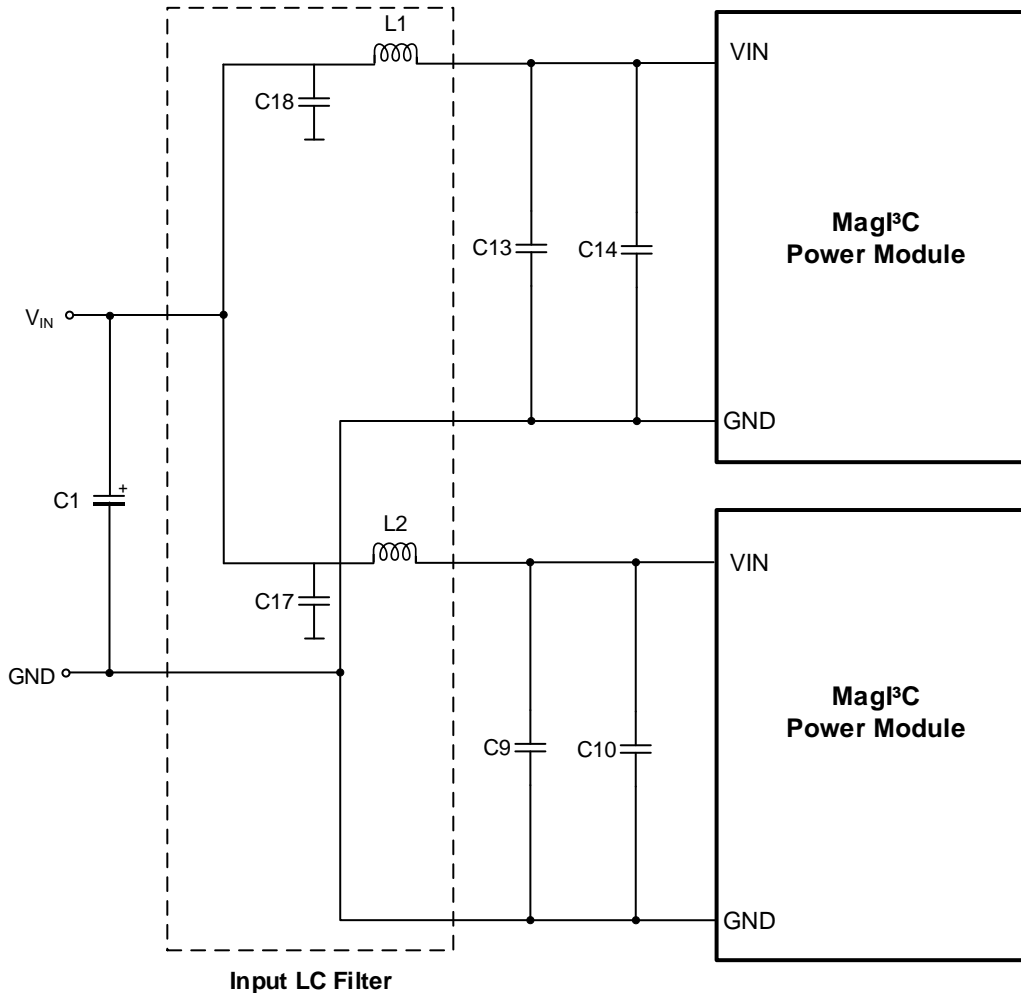 L1
VIN
C18
MagI³C
Power Module
C13
C14
V_IN
GND
C1
+
L2
VIN
C17
GND
MagI³C
Power Module
C9
C10
GND
Input LC Filter